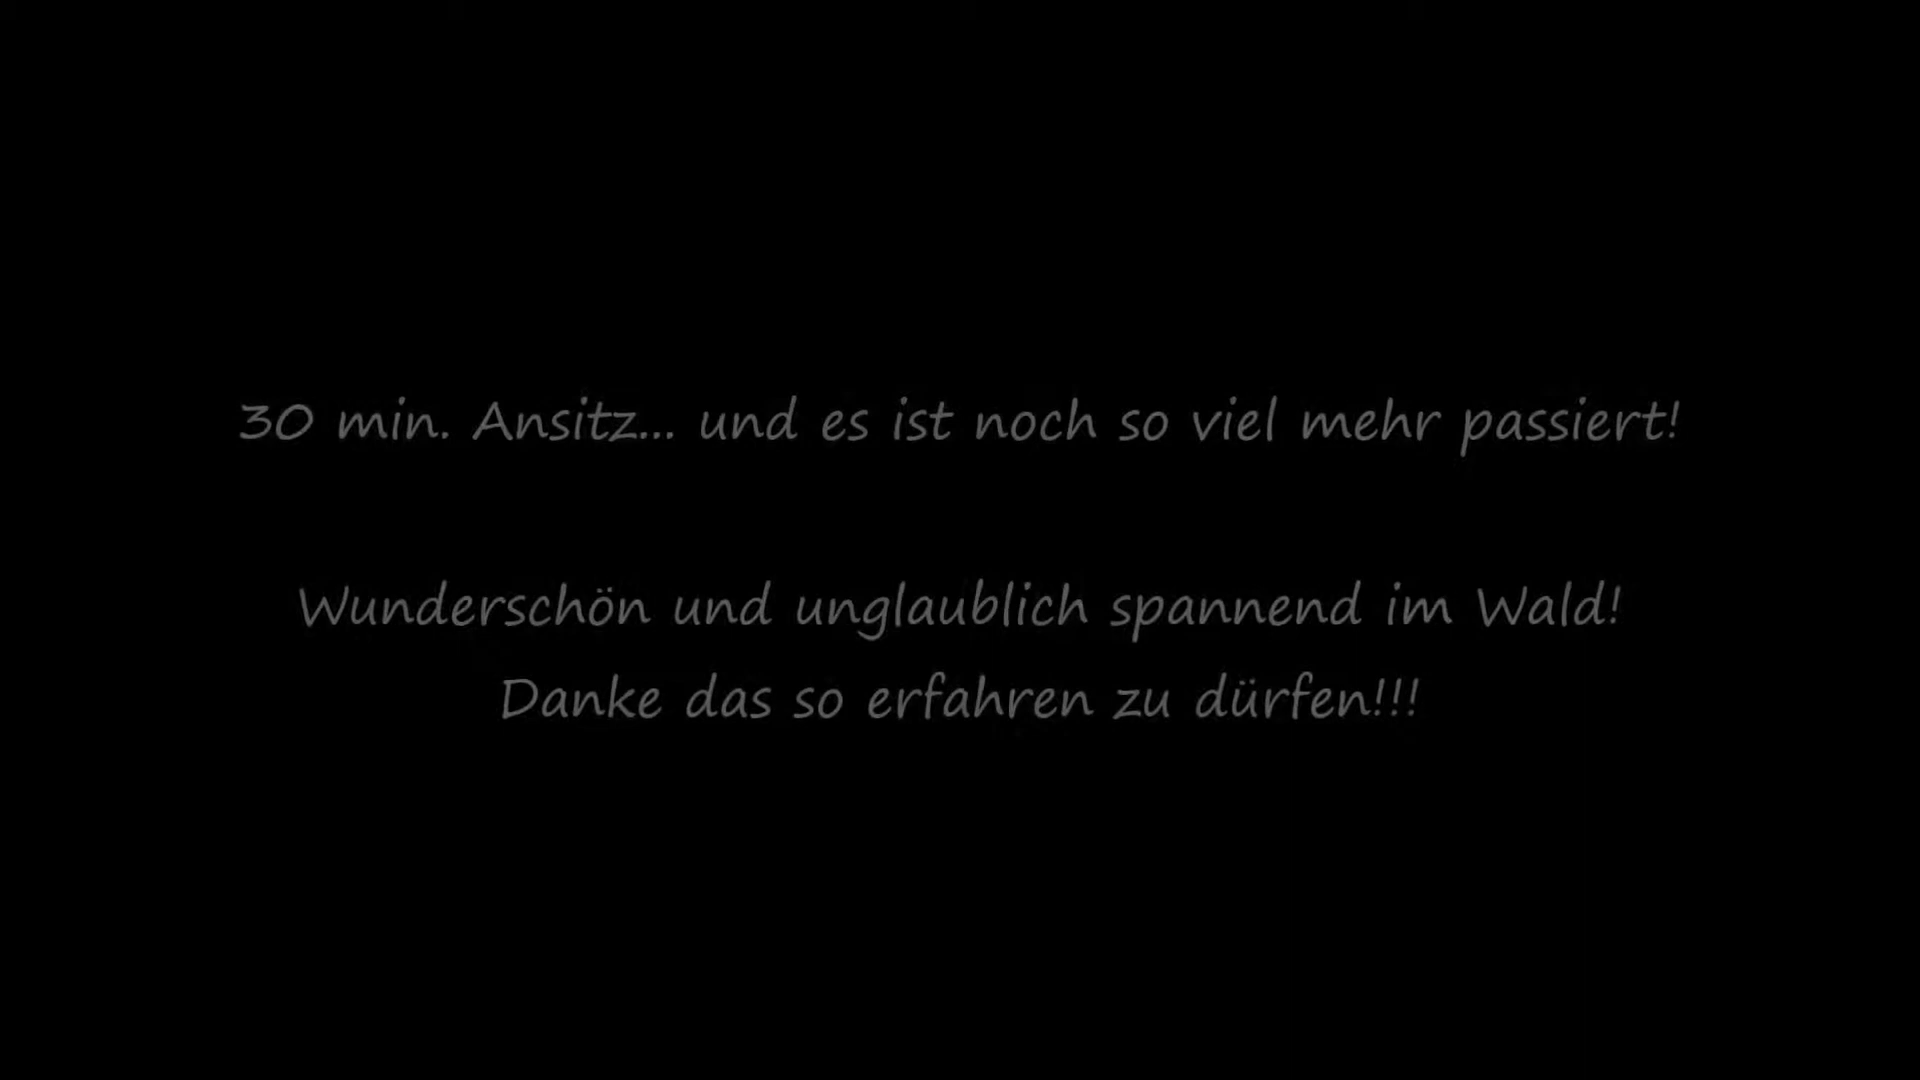 30 min. Ansitz... und es ist noch so viel mehr passiert!
Wunderschön und unglaublich spannend im Wald!
Danke das so erfahren zu dürfen!!!